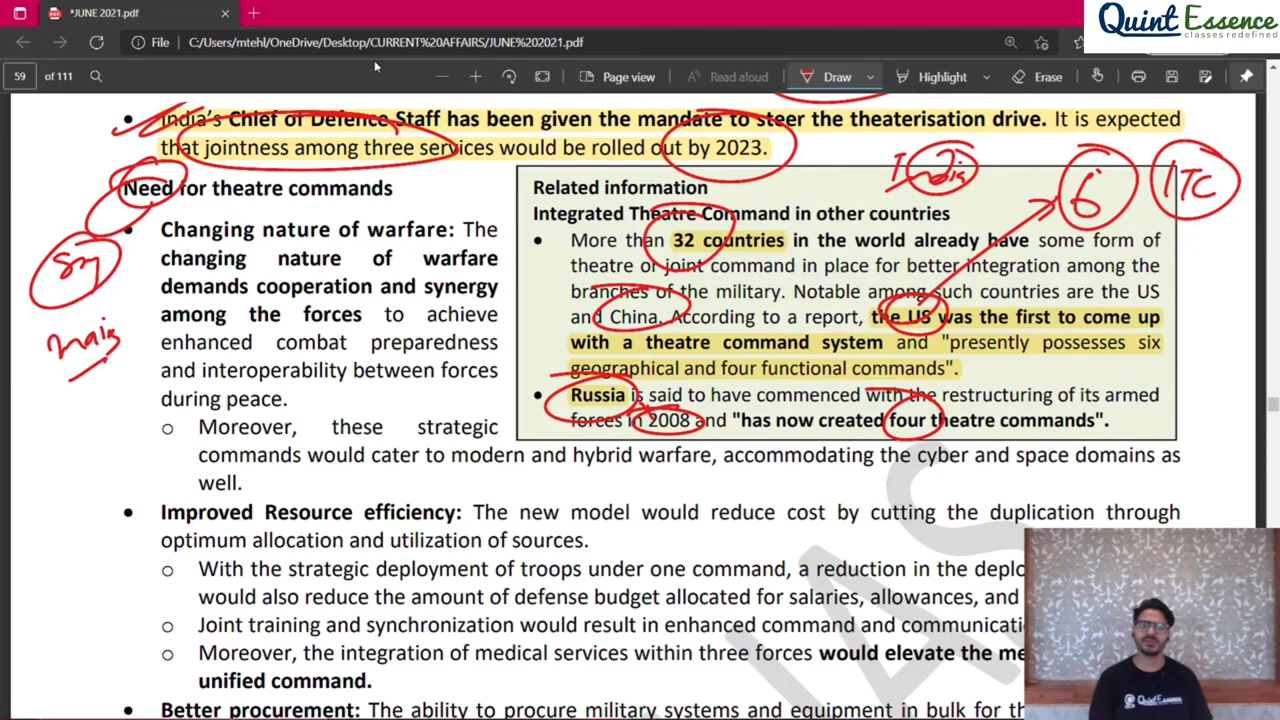 *JUNE 2021.pdf
File
C:/Users/mtehl/OneDrive/Desktop/CURRENT%20AFFAIRS/JUNE%202021.pdf
Quint Essence
classes redefined
59 of 111
Page view
Read aloud
Draw
Highlight
Erase
India's Chief of Defence Staff has been given the mandate to steer the theaterisation drive. It is expected
that jointness among three services would be rolled out by 2023.
India
6
ITC
Need for theatre commands
Changing nature of warfare: The
changing nature of warfare
demands cooperation and synergy
among the forces to achieve
enhanced combat preparedness
and interoperability between forces
during peace.
Related information
Integrated Theatre Command in other countries
More than 32 countries in the world already have some form of
theatre or joint command in place for better integration among the
branches of the military. Notable among such countries are the US
and China. According to a report, the US was the first to come up
with a theatre command system and "presently possesses six
geographical and four functional commands".
Russia is said to have commenced with the restructuring of its armed
forces in 2008 and "has now created four theatre commands".
Moreover, these strategic
commands would cater to modern and hybrid warfare, accommodating the cyber and space domains as
well.
Improved Resource efficiency: The new model would reduce cost by cutting the duplication through
optimum allocation and utilization of sources.
With the strategic deployment of troops under one command, a reduction in the
would also reduce the amount of defense budget allocated for salaries, allowances, and
Joint training and synchronization would result in enhanced command and
Moreover, the integration of medical services within three forces would elevate the
unified command.
Better procurement: The ability to procure military systems and equipment in bulk for
IAS
Quint Essence